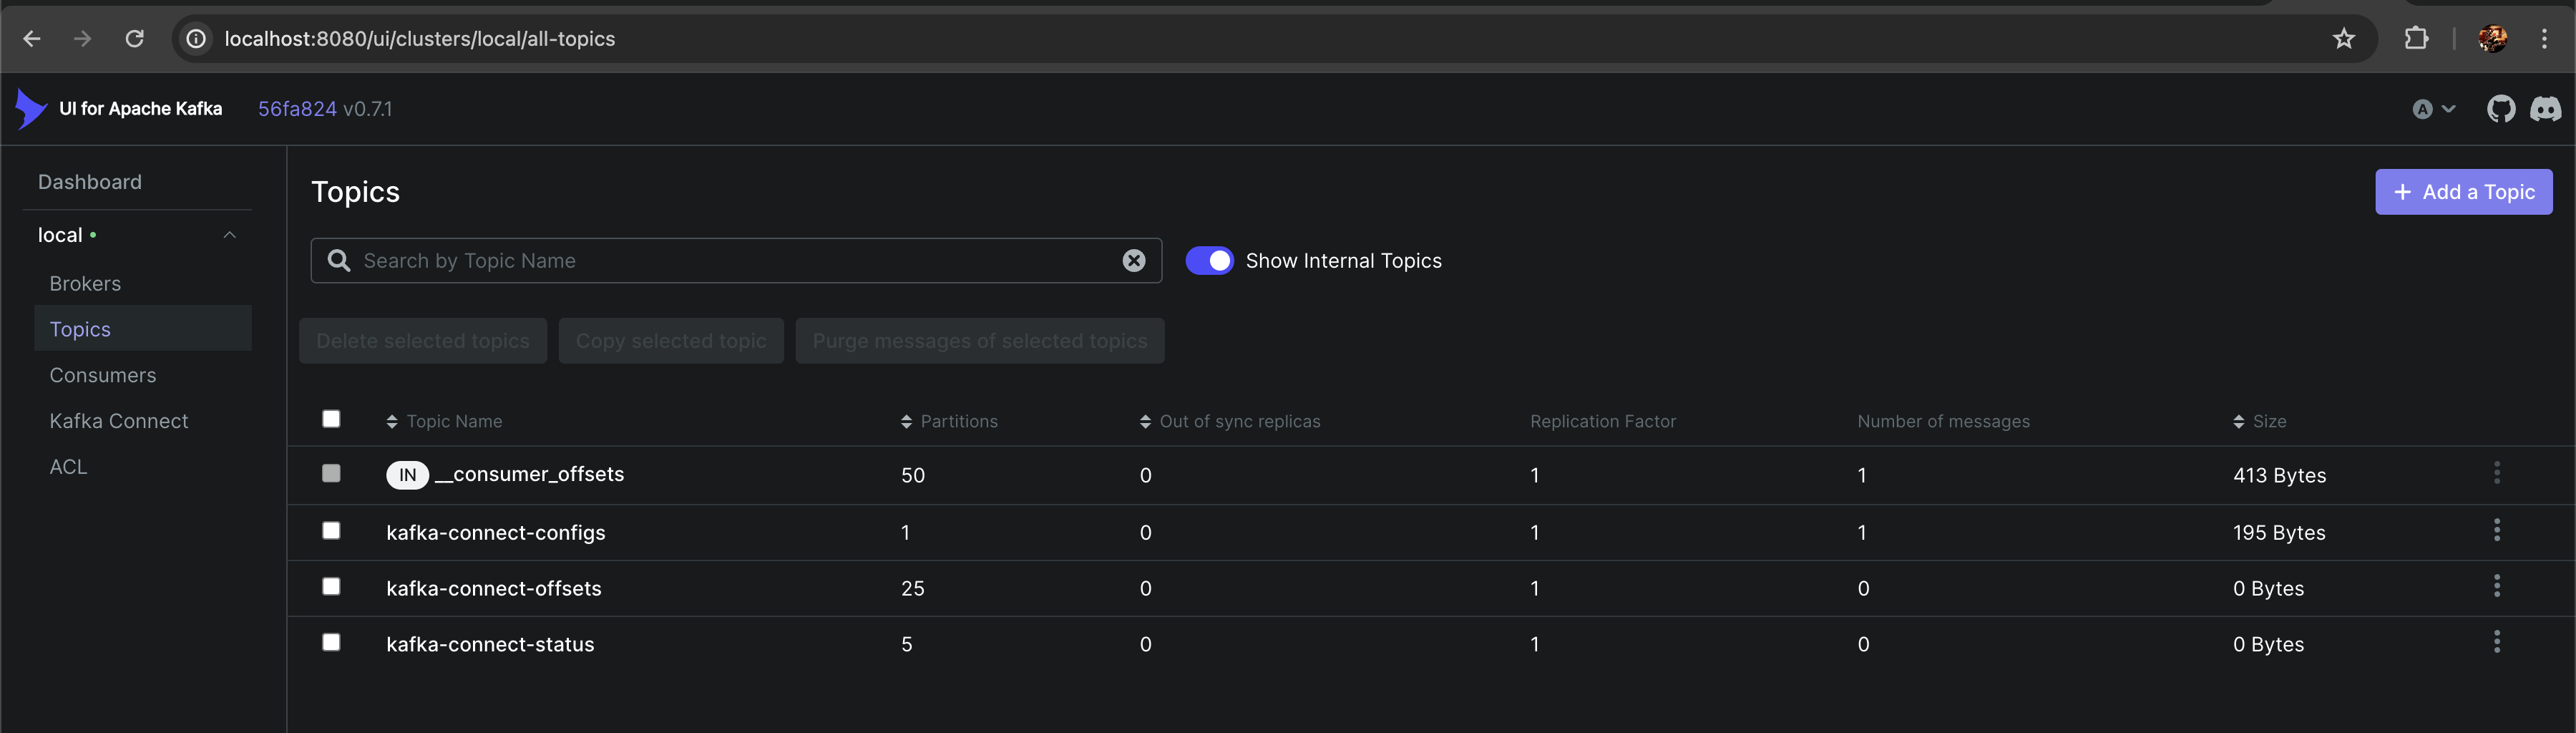 localhost:8080/ui/clusters/local/all-topics
UI for Apache Kafka 56fa824 v0.7.1 A
Dashboard
local
Brokers
Topics
Consumers
Kafka Connect
ACL
Topics
+ Add a Topic
Search by Topic Name
Show Internal Topics
Delete selected topics Copy selected topic Purge messages of selected topics
Topic Name Partitions Out of sync replicas Replication Factor Number of messages Size
IN __consumer_offsets 50 0 1 1 413 Bytes
kafka-connect-configs 1 0 1 1 195 Bytes
kafka-connect-offsets 25 0 1 0 0 Bytes
kafka-connect-status 5 0 1 0 0 Bytes